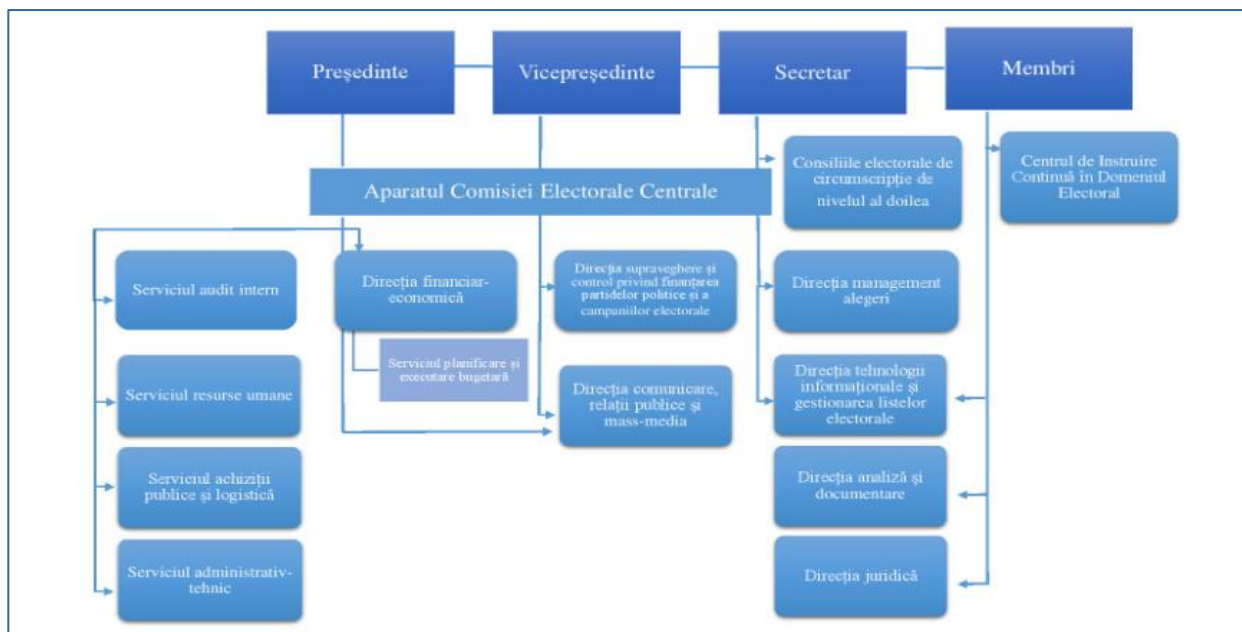 Președinte
Vicepreședinte
Secretar
Membri
Consiliile electorale de
circumscripție de
nivelul al doilea
Centrul de Instruire
Continuă în Domeniul
Electoral
Aparatul Comisiei Electorale Centrale
Serviciul audit intern
Direcția financiar-
economică
Direcția supraveghere și
control privind finanțarea
partidelor politice și a
campaniilor electorale
Direcția management
alegeri
Serviciul planificare și
executare bugetară
Serviciul resurse umane
Direcția comunicare,
relații publice și
mass-media
Direcția tehnologii
informaționale și
gestionarea listelor
electorale
Serviciul achiziții
publice și logistică
Direcția analiză și
documentare
Serviciul administrativ-
tehnic
Direcția juridică